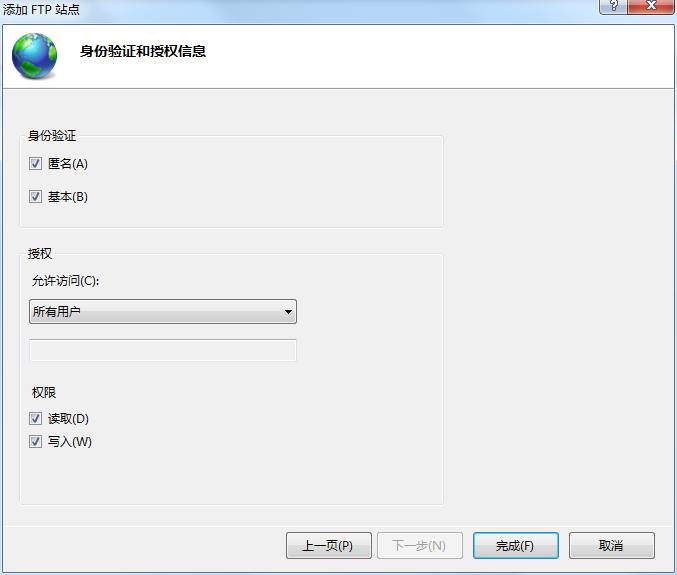 添加 FTP 站点
身份验证和授权信息
身份验证
匿名(A)
基本(B)
授权
允许访问(C):
所有用户
权限
读取(D)
写入(W)
上一页(P) 下一步(N) 完成(F) 取消